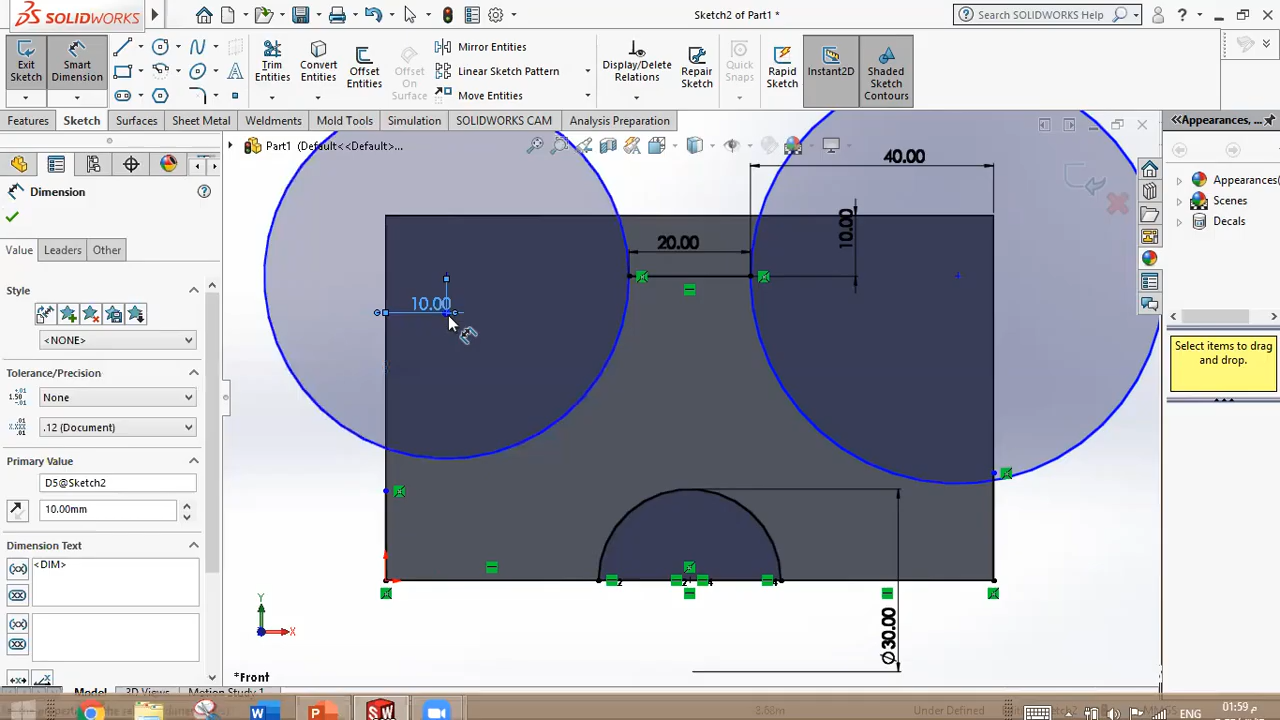 SOLIDWORKS
Sketch2 of Part1 *
Search SOLIDWORKS Help
Exit Sketch
Smart Dimension
Trim Entities
Convert Entities
Offset Entities
Offset On Surface
Mirror Entities
Linear Sketch Pattern
Move Entities
Display/Delete Relations
Repair Sketch
Quick Snaps
Rapid Sketch
Instant2D
Shaded Sketch Contours
Features
Sketch
Surfaces
Sheet Metal
Weldments
Mold Tools
Simulation
SOLIDWORKS CAM
Analysis Preparation
Part1 (Default<<Default>...
<<Appearances,...
Appearances(
Scenes
Decals
Select items to drag
and drop.
Dimension
Value
Leaders
Other
Style
<NONE>
Tolerance/Precision
None
.12 (Document)
Primary Value
D5@Sketch2
10.00mm
Dimension Text
<DIM>
40.00
10.00
20.00
10.00
Ø30.00
Y
X
*Front
Model
3D Views
Motion Study 1
Under Defined
ENG
01:59 م